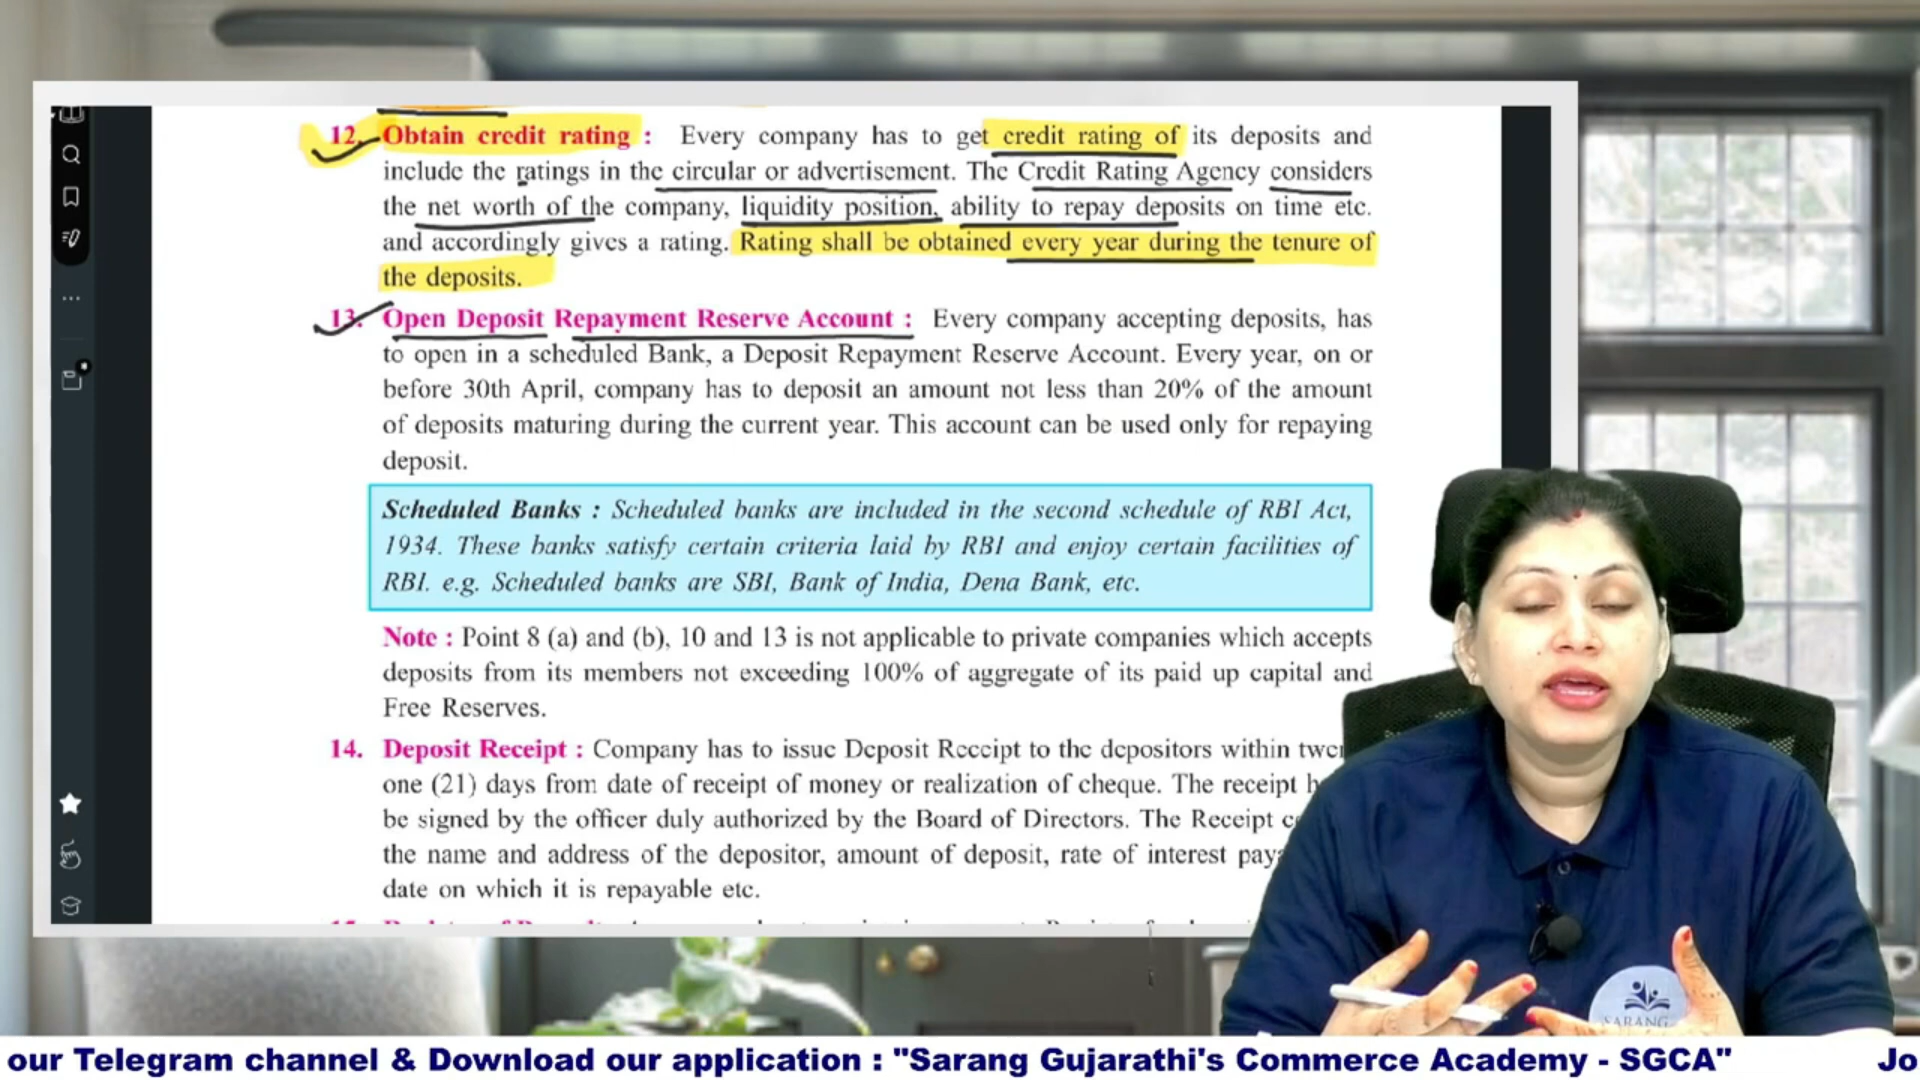 12. Obtain credit rating : Every company has to get credit rating of its deposits and
include the ratings in the circular or advertisement. The Credit Rating Agency considers
the net worth of the company, liquidity position, ability to repay deposits on time etc.
and accordingly gives a rating. Rating shall be obtained every year during the tenure of
the deposits.
13. Open Deposit Repayment Reserve Account : Every company accepting deposits, has
to open in a scheduled Bank, a Deposit Repayment Reserve Account. Every year, on or
before 30th April, company has to deposit an amount not less than 20% of the amount
of deposits maturing during the current year. This account can be used only for repaying
deposit.
Scheduled Banks : Scheduled banks are included in the second schedule of RBI Act,
1934. These banks satisfy certain criteria laid by RBI and enjoy certain facilities of
RBI. e.g. Scheduled banks are SBI, Bank of India, Dena Bank, etc.
Note : Point 8 (a) and (b), 10 and 13 is not applicable to private companies which accepts
deposits from its members not exceeding 100% of aggregate of its paid up capital and
Free Reserves.
14. Deposit Receipt : Company has to issue Deposit Receipt to the depositors within
one (21) days from date of receipt of money or realization of cheque. The receipt
be signed by the officer duly authorized by the Board of Directors. The Receipt
the name and address of the depositor, amount of deposit, rate of interest
date on which it is repayable etc.
SARANG
our Telegram channel & Download our application : "Sarang Gujarathi's Commerce Academy - SGCA" Jo